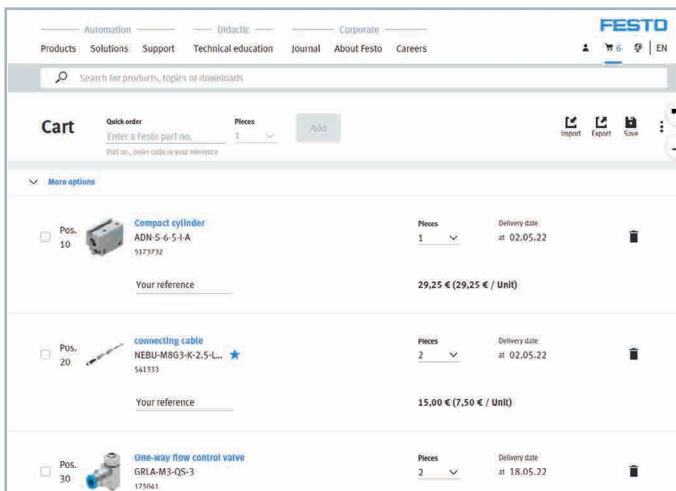 Automation Didactic Corporate
FESTO
Products Solutions Support Technical education Journal About Festo Careers
6 EN
Search for products, topics or downloads
Cart
Quick order
Pieces
Enter a Festo part no.
1
Add
Import Export Save
Part no., order code or your reference
More options
Pos.
10
Compact cylinder
ADN-S-6-5-I-A
5173732
Pieces
1
Delivery date
at 02.05.22
Your reference
29,25 € (29,25 € / Unit)
Pos.
20
connecting cable
NEBU-M8G3-K-2.5-L...
541333
Pieces
2
Delivery date
at 02.05.22
Your reference
15,00 € (7,50 € / Unit)
Pos.
30
One-way flow control valve
GRLA-M3-QS-3
175041
Pieces
2
Delivery date
at 18.05.22